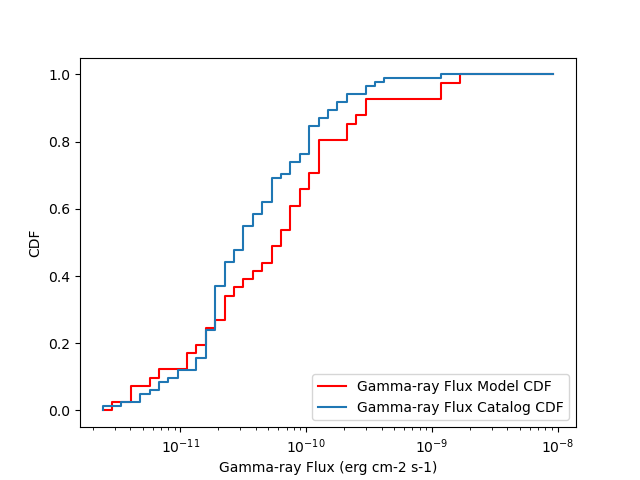 1.0
0.8
0.6
0.4
0.2
0.0
CDF
10⁻¹¹
10⁻¹⁰
10⁻⁹
10⁻⁸
Gamma-ray Flux (erg cm-2 s-1)
Gamma-ray Flux Model CDF
Gamma-ray Flux Catalog CDF